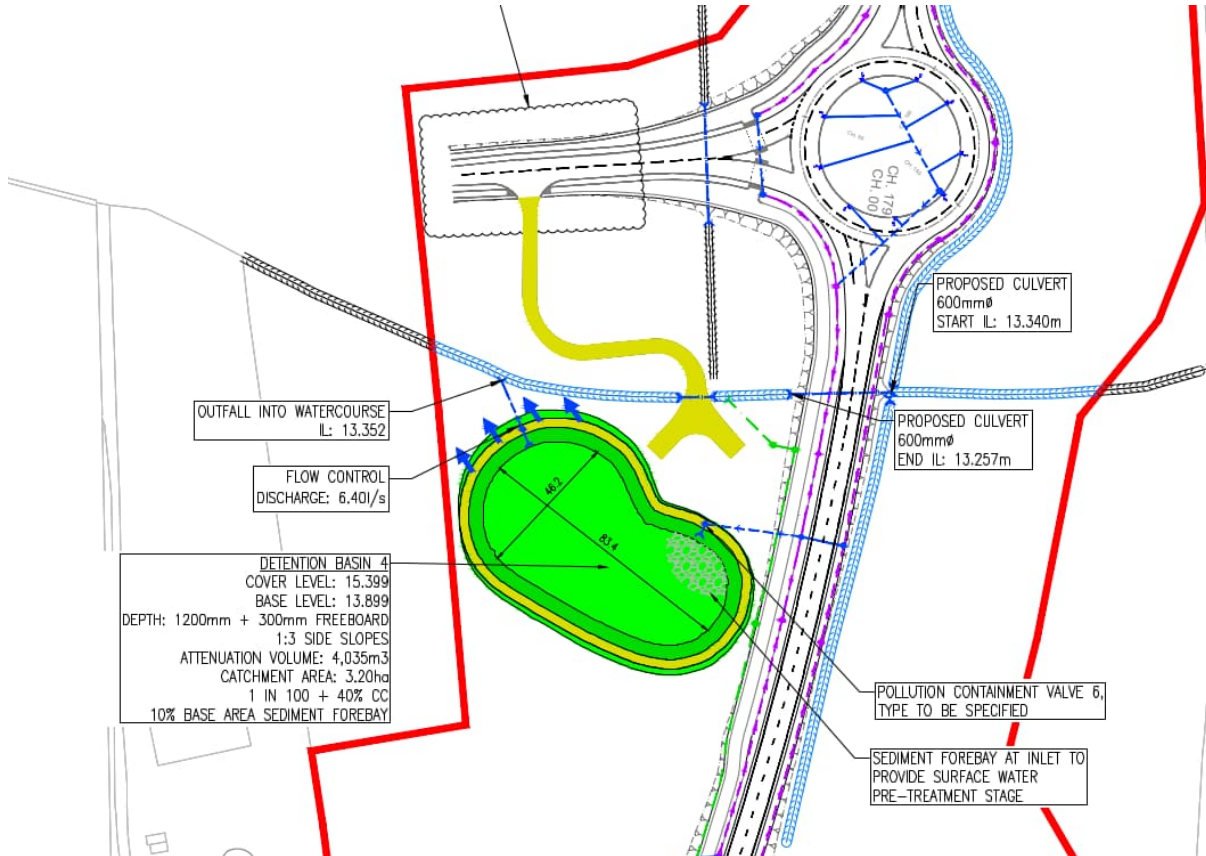 CH. 179
CH. 00
PROPOSED CULVERT
600mmø
START IL: 13.340m
OUTFALL INTO WATERCOURSE
IL: 13.352
PROPOSED CULVERT
600mmø
END IL: 13.257m
FLOW CONTROL
DISCHARGE: 6.40l/s
46.2
83.4
DETENTION BASIN 4
COVER LEVEL: 15.399
BASE LEVEL: 13.899
DEPTH: 1200mm + 300mm FREEBOARD
1:3 SIDE SLOPES
ATTENUATION VOLUME: 4,035m3
CATCHMENT AREA: 3.20ha
1 IN 100 + 40% CC
10% BASE AREA SEDIMENT FOREBAY
POLLUTION CONTAINMENT VALVE 6,
TYPE TO BE SPECIFIED
SEDIMENT FOREBAY AT INLET TO
PROVIDE SURFACE WATER
PRE-TREATMENT STAGE